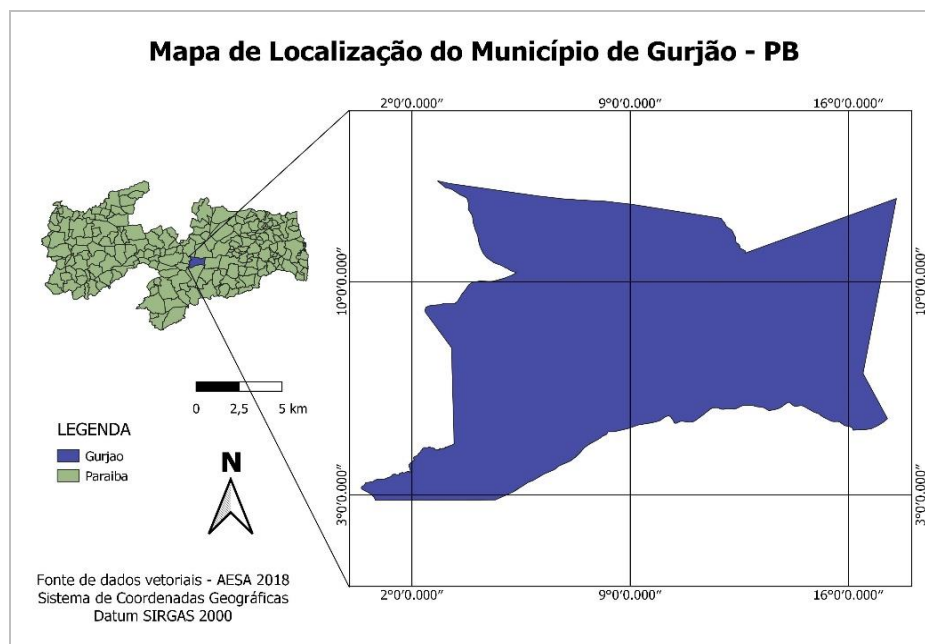 Mapa de Localização do Município de Gurjão - PB
2°0'0.000" 9°0'0.000" 16°0'0.000"
10°0'0.000" 10°0'0.000"
0 2,5 5 km
LEGENDA
Gurjao
Paraiba
N
3°0'0.000" 3°0'0.000"
2°0'0.000" 9°0'0.000" 16°0'0.000"
Fonte de dados vetoriais - AESA 2018
Sistema de Coordenadas Geográficas
Datum SIRGAS 2000